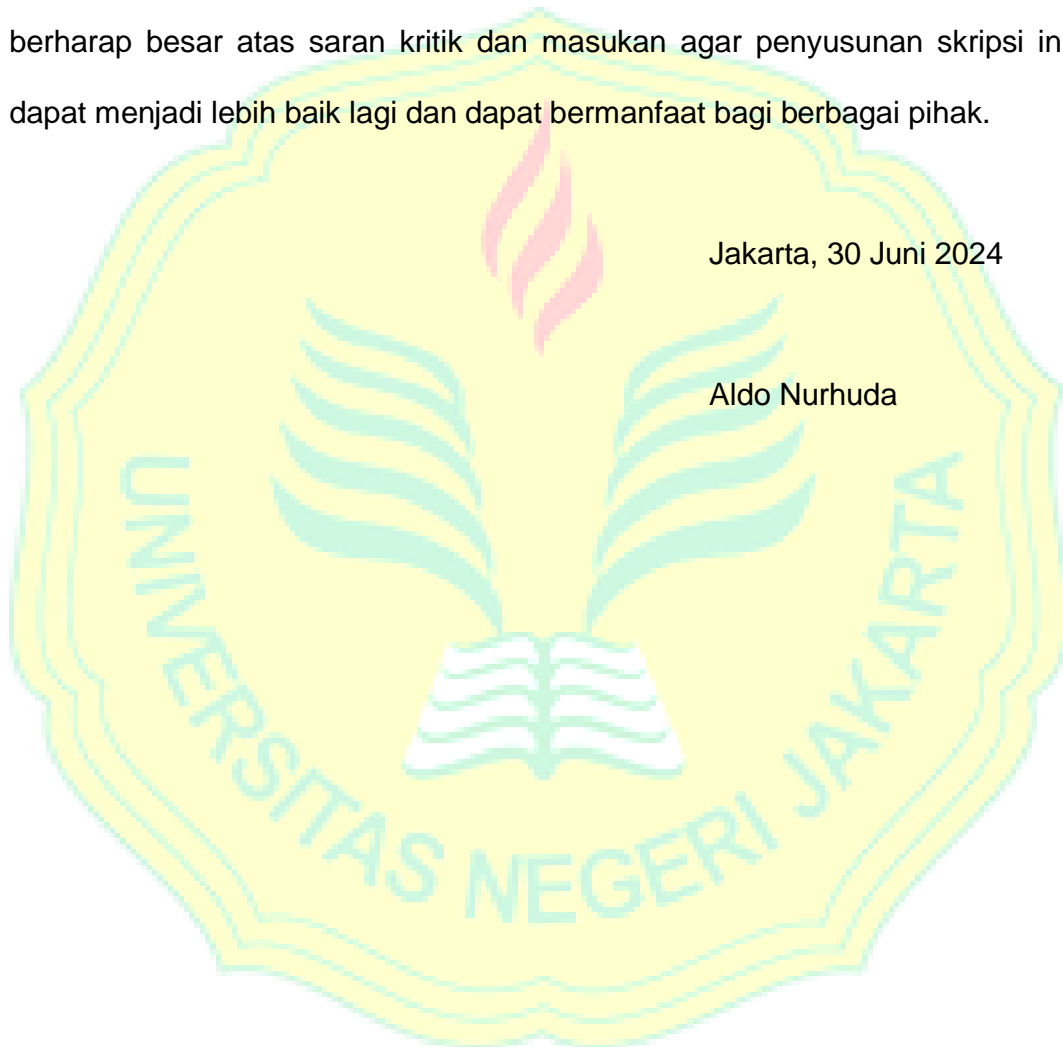 berharap besar atas saran kritik dan masukan agar penyusunan skripsi in
dapat menjadi lebih baik lagi dan dapat bermanfaat bagi berbagai pihak.
Jakarta, 30 Juni 2024
Aldo Nurhuda
UNIVERSITAS NEGERI JAKARTA